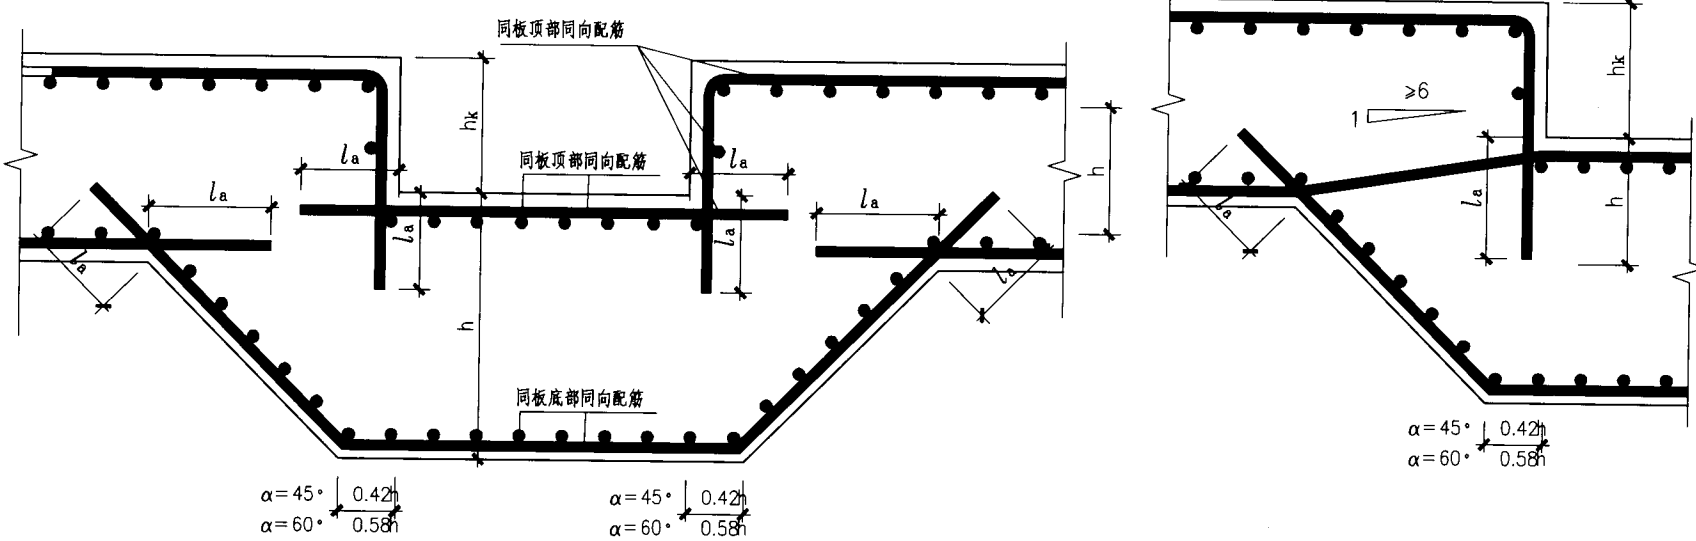 同板顶部同向配筋
hk
hk
≥6
1
la
同板顶部同向配筋
la
h
la
la
la
la
la
h
la
la
la
la
h
h
同板底部同向配筋
α=45° 0.42h
α=60° 0.58h
α=45° 0.42h
α=60° 0.58h
α=45° 0.42h
α=60° 0.58h